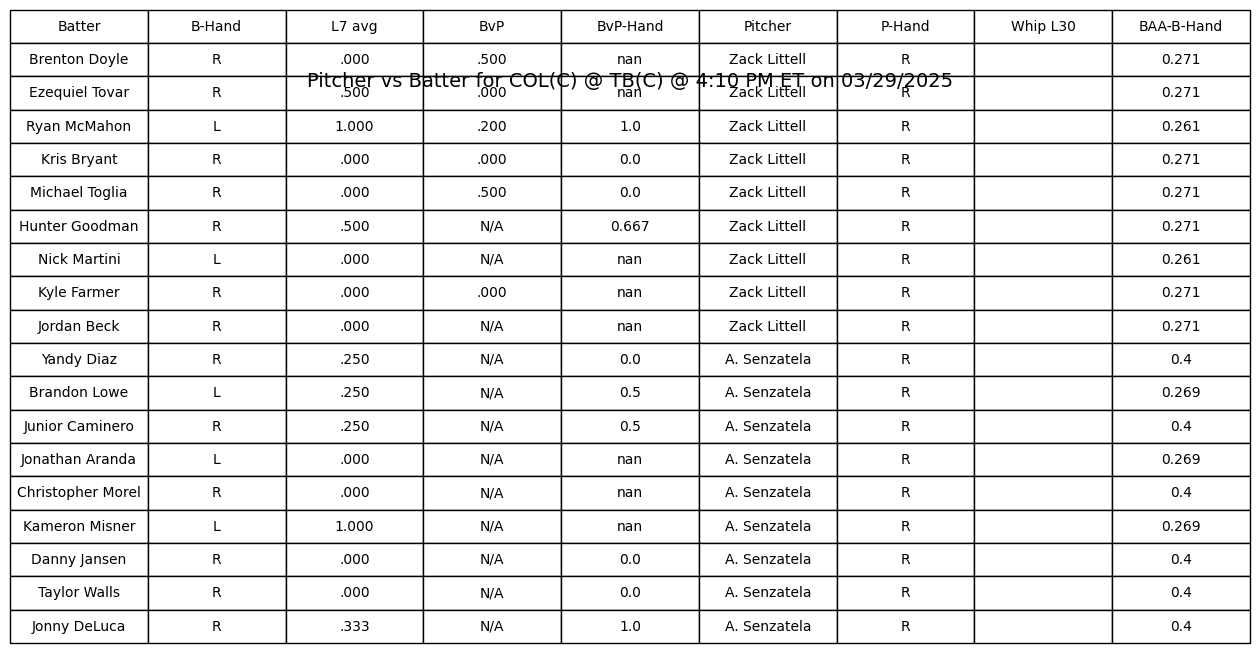 Batter B-Hand L7 avg BvP BvP-Hand Pitcher P-Hand Whip L30 BAA-B-Hand
Brenton Doyle R .000 .500 nan Zack Littell R 0.271
Pitcher vs Batter for COL(C) @ TB(C) @ 4:10 PM ET on 03/29/2025
Ezequiel Tovar R .500 .000 nan Zack Littell R 0.271
Ryan McMahon L 1.000 .200 1.0 Zack Littell R 0.261
Kris Bryant R .000 .000 0.0 Zack Littell R 0.271
Michael Toglia R .000 .500 0.0 Zack Littell R 0.271
Hunter Goodman R .500 N/A 0.667 Zack Littell R 0.271
Nick Martini L .000 N/A nan Zack Littell R 0.261
Kyle Farmer R .000 .000 nan Zack Littell R 0.271
Jordan Beck R .000 N/A nan Zack Littell R 0.271
Yandy Diaz R .250 N/A 0.0 A. Senzatela R 0.4
Brandon Lowe L .250 N/A 0.5 A. Senzatela R 0.269
Junior Caminero R .250 N/A 0.5 A. Senzatela R 0.4
Jonathan Aranda L .000 N/A nan A. Senzatela R 0.269
Christopher Morel R .000 N/A nan A. Senzatela R 0.4
Kameron Misner L 1.000 N/A nan A. Senzatela R 0.269
Danny Jansen R .000 N/A 0.0 A. Senzatela R 0.4
Taylor Walls R .000 N/A 0.0 A. Senzatela R 0.4
Jonny DeLuca R .333 N/A 1.0 A. Senzatela R 0.4